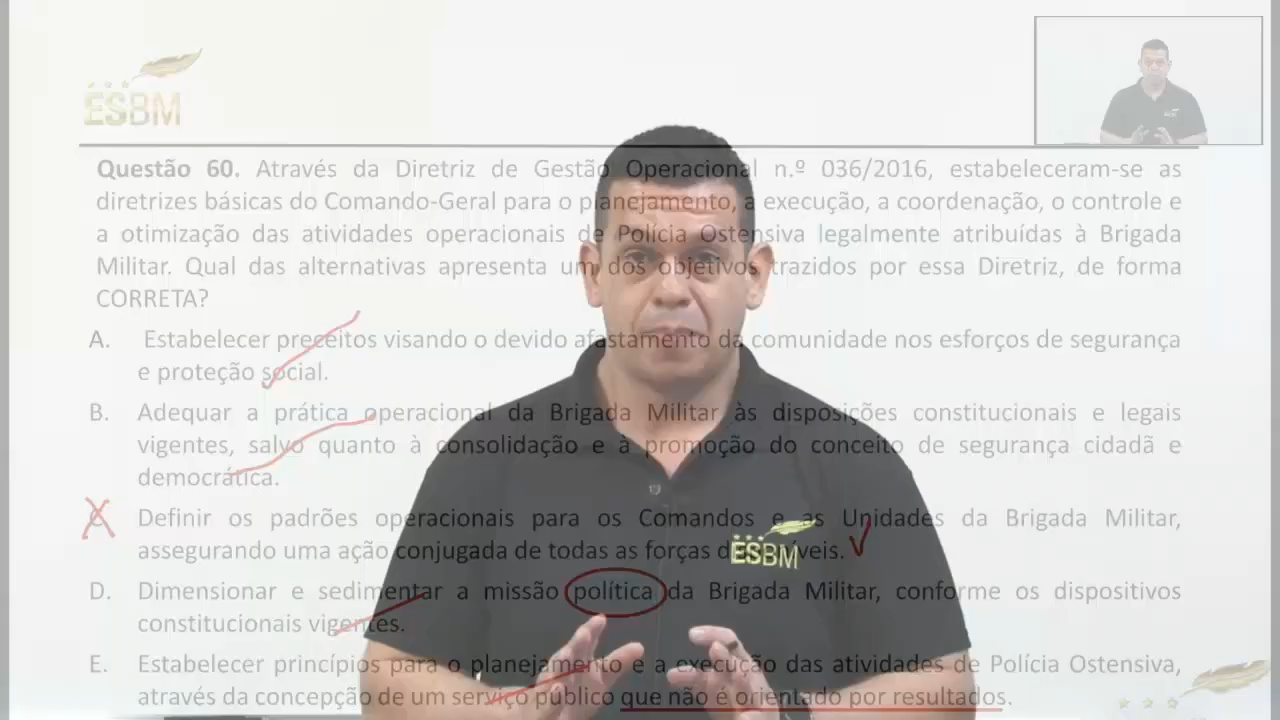 ESBM
Questão 60. Através da Diretriz de Gestão Operacional n.º 036/2016, estabeleceram-se as
diretrizes básicas do Comando-Geral para o planejamento, a execução, a coordenação, o controle e
a otimização das atividades operacionais de Polícia Ostensiva legalmente atribuídas à Brigada
Militar. Qual das alternativas apresenta um dos objetivos trazidos por essa Diretriz, de forma
CORRETA?
A. Estabelecer preceitos visando o devido afastamento da comunidade nos esforços de segurança
e proteção social.
B. Adequar a prática operacional da Brigada Militar às disposições constitucionais e legais
vigentes, salvo quanto à consolidação e à promoção do conceito de segurança cidadã e
democrática.
C. Definir os padrões operacionais para os Comandos e as Unidades da Brigada Militar,
assegurando uma ação conjugada de todas as forças disponíveis.
ESBM
D. Dimensionar e sedimentar a missão política da Brigada Militar, conforme os dispositivos
constitucionais vigentes.
E. Estabelecer princípios para o planejamento e a execução das atividades de Polícia Ostensiva,
através da concepção de um serviço público que não é orientado por resultados.